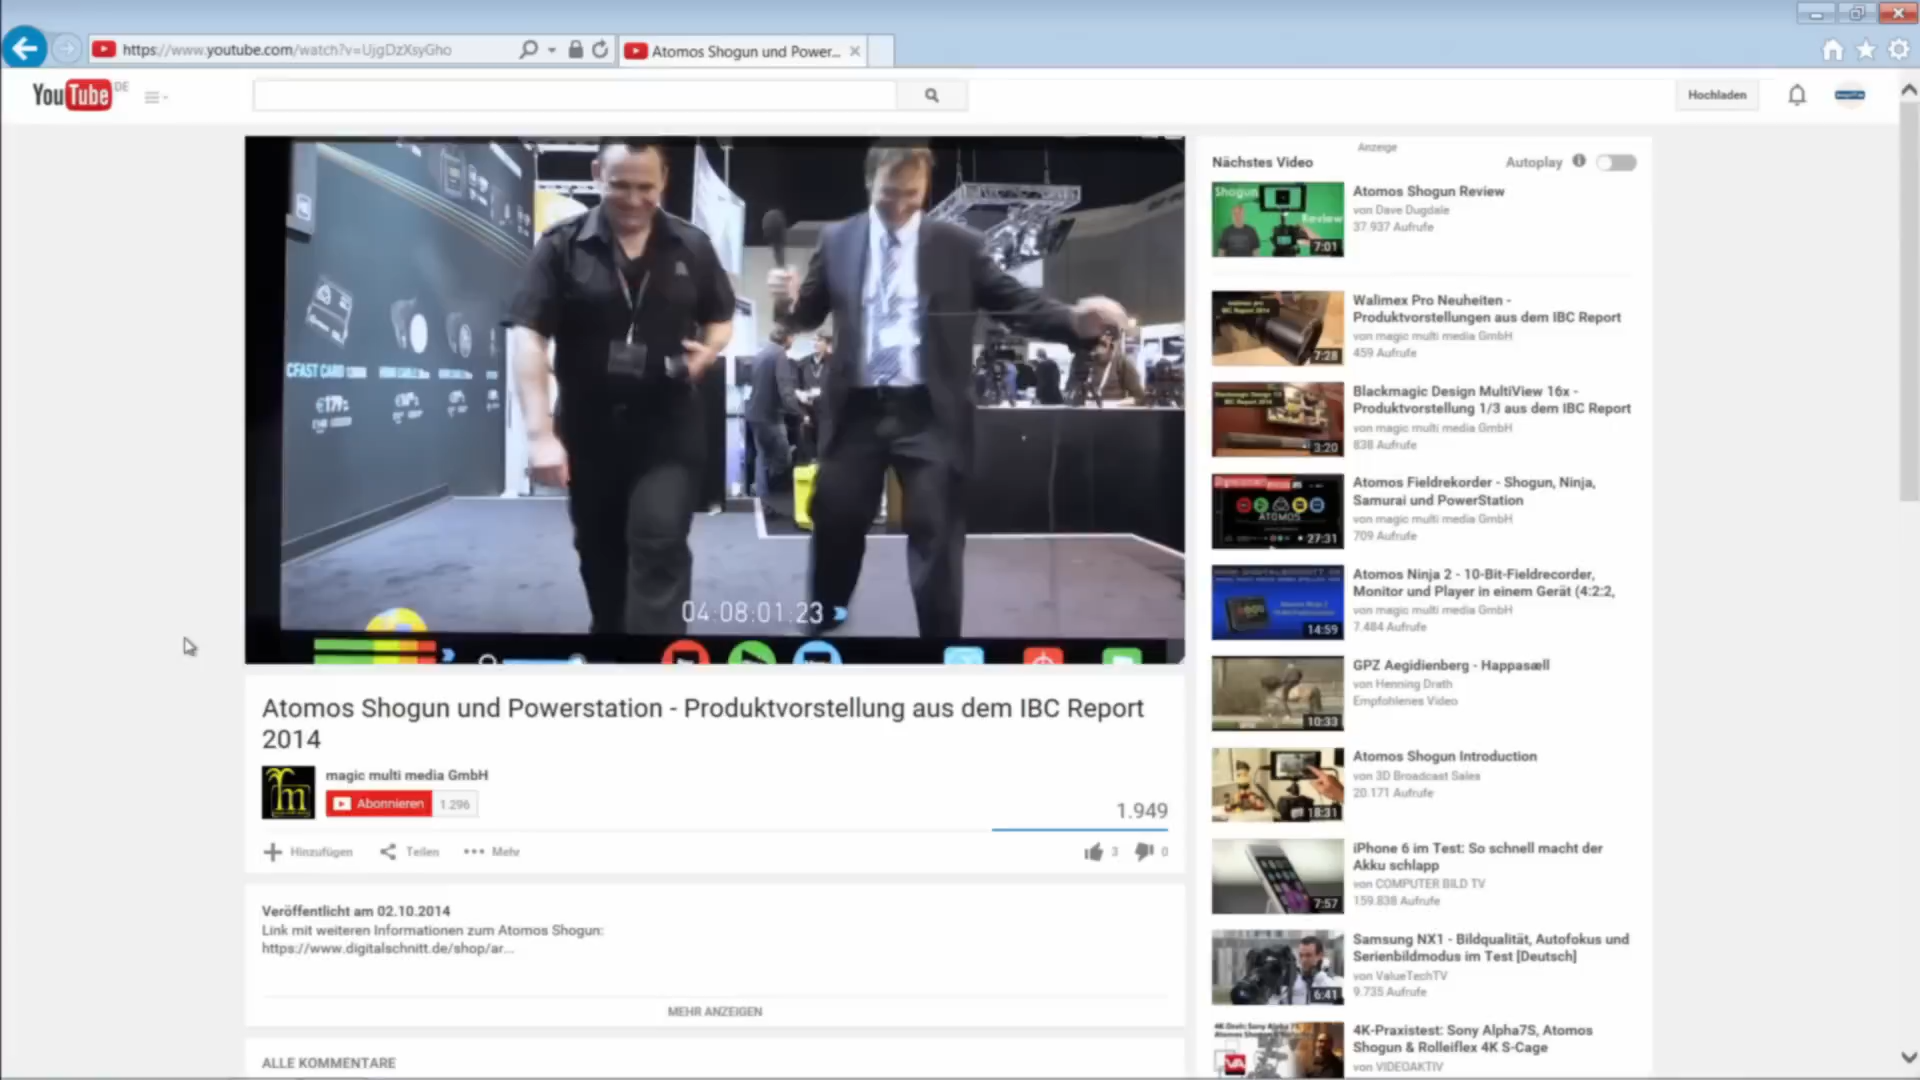 https://www.youtube.com/watch?v=UjgDzXsyGho
Atomos Shogun und Power...
YouTube DE
Hochladen
CFAST CARD
€179
04:08:01:23
Atomos Shogun und Powerstation - Produktvorstellung aus dem IBC Report
2014
magic multi media GmbH
Abonnieren 1.296
1.949
Hinzufügen Teilen Mehr
3 0
Veröffentlicht am 02.10.2014
Link mit weiteren Informationen zum Atomos Shogun:
https://www.digitalschnitt.de/shop/ar...
MEHR ANZEIGEN
ALLE KOMMENTARE
Anzeige
Nächstes Video Autoplay
Shogun
Review
7:01
Atomos Shogun Review
von Dave Dugdale
37.937 Aufrufe
7:28
Walimex Pro Neuheiten -
Produktvorstellungen aus dem IBC Report
von magic multi media GmbH
459 Aufrufe
3:20
Blackmagic Design MultiView 16x -
Produktvorstellung 1/3 aus dem IBC Report
von magic multi media GmbH
838 Aufrufe
ATOMOS
27:31
Atomos Fieldrekorder - Shogun, Ninja,
Samurai und PowerStation
von magic multi media GmbH
709 Aufrufe
14:59
Atomos Ninja 2 - 10-Bit-Fieldrecorder,
Monitor und Player in einem Gerät (4:2:2,
von magic multi media GmbH
7.484 Aufrufe
10:33
GPZ Aegidienberg - Happasæll
von Henning Drath
Empfohlenes Video
18:31
Atomos Shogun Introduction
von 3D Broadcast Sales
20.171 Aufrufe
7:57
iPhone 6 im Test: So schnell macht der
Akku schlapp
von COMPUTER BILD TV
159.838 Aufrufe
6:41
Samsung NX1 - Bildqualität, Autofokus und
Serienbildmodus im Test [Deutsch]
von ValueTechTV
9.735 Aufrufe
4K-Praxistest: Sony Alpha7S, Atomos
Shogun & Rolleiflex 4K S-Cage
von VIDEOAKTIV